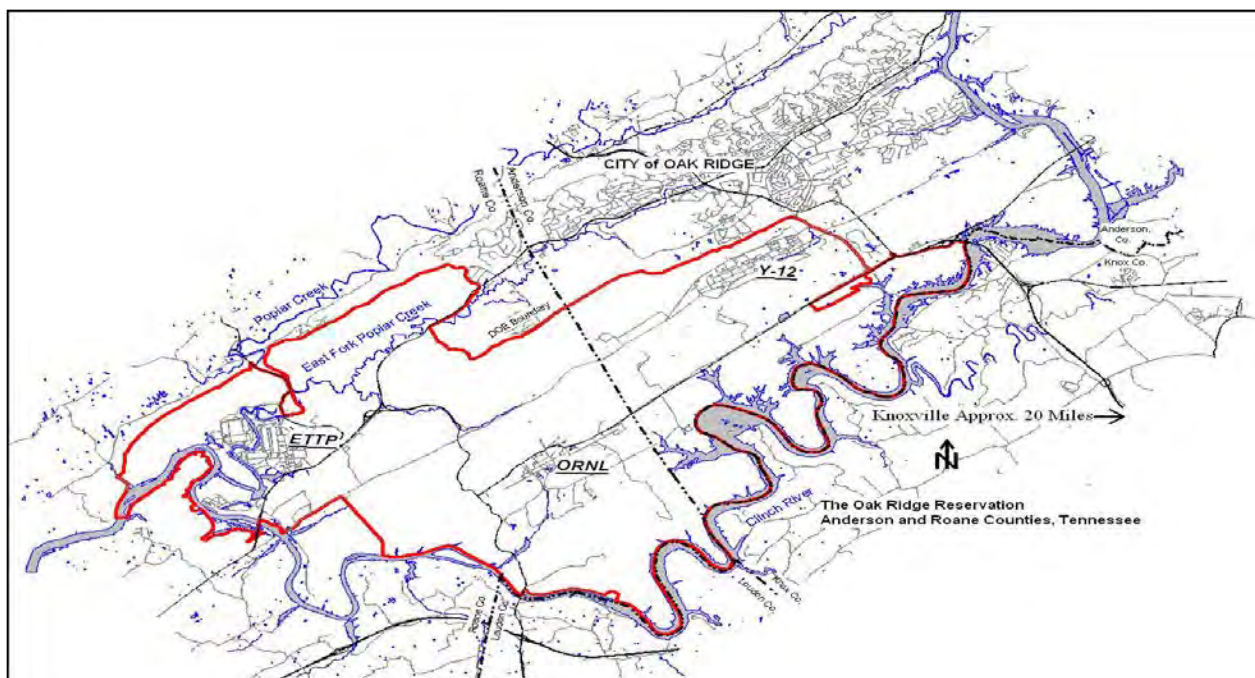 CITY of OAK RIDGE
Roane Co.
Anderson Co.
Anderson, Co.
Knox Co.
Y-12
Poplar Creek
DOE Boundary
East Fork Poplar Creek
Knoxville Approx. 20 Miles
ETTP
ORNL
N
Clinch River
The Oak Ridge Reservation
Anderson and Roane Counties, Tennessee
Knox Co.
Louden Co.
Roane Co.
Louden Co.